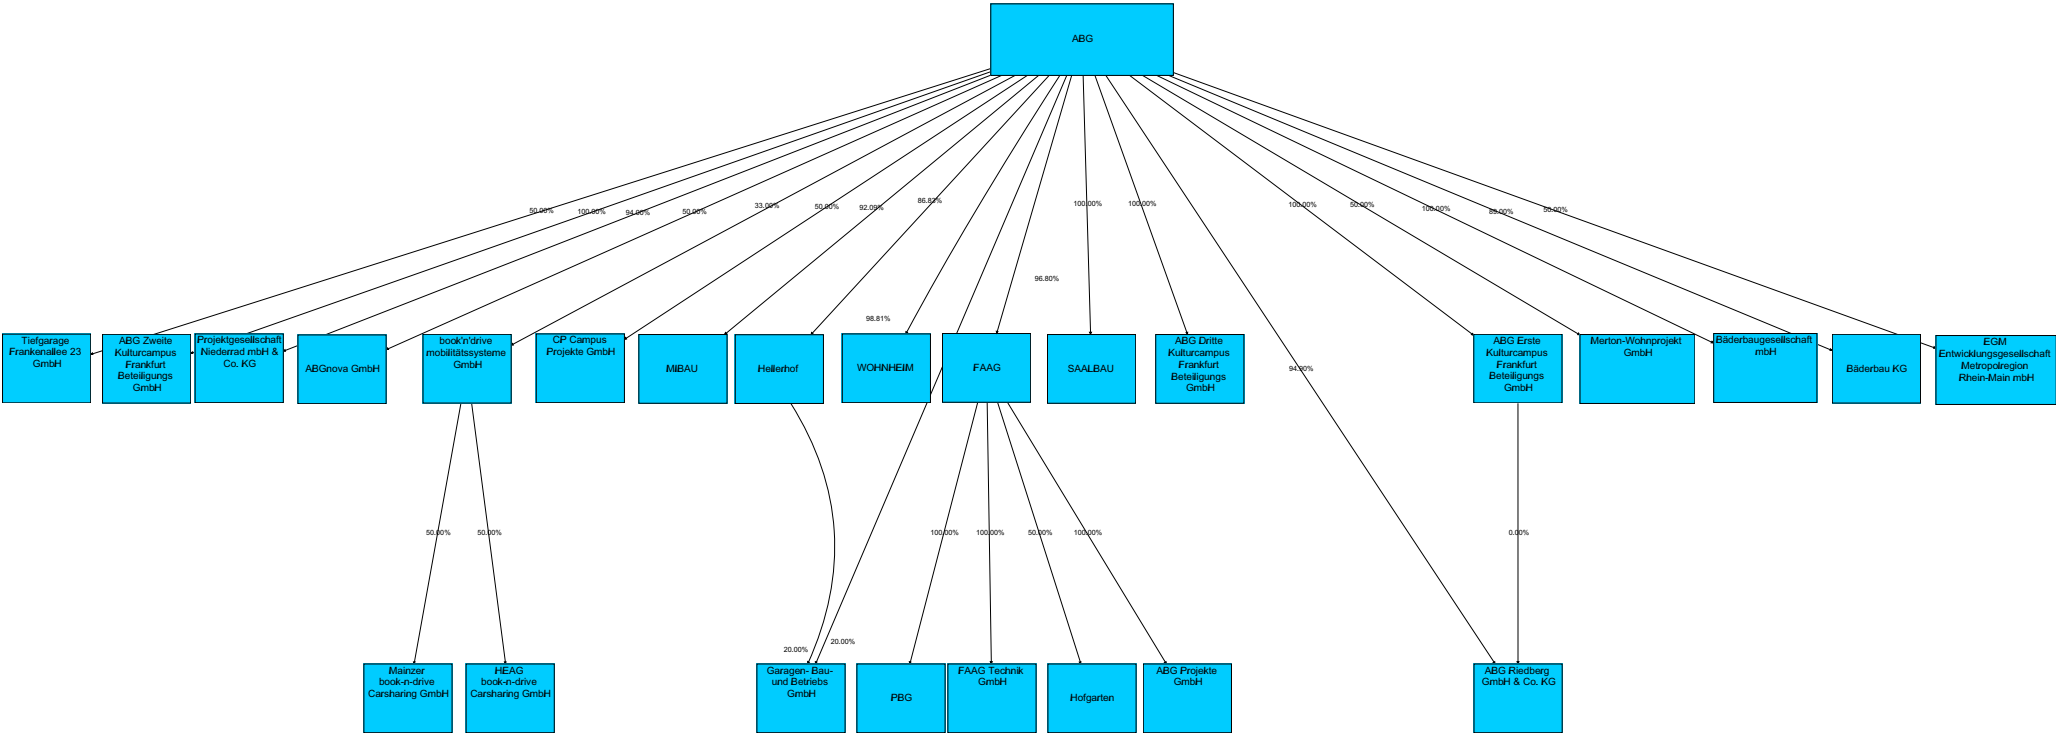 ABG
50.00%
100.00%
94.00%
50.00%
33.00%
50.00%
92.09%
86.83%
100.00%
100.00%
100.00%
50.00%
100.00%
89.00%
50.00%
96.80%
98.81%
94.90%
Tiefgarage
Frankenallee 23
GmbH
ABG Zweite
Kulturcampus
Frankfurt
Beteiligungs
GmbH
Projektgesellschaft
Niederrad mbH &
Co. KG
ABGnova GmbH
book'n'drive
mobilitätssysteme
GmbH
CP Campus
Projekte GmbH
MIBAU
Hellerhof
WOHNHEIM
FAAG
SAALBAU
ABG Dritte
Kulturcampus
Frankfurt
Beteiligungs
GmbH
ABG Erste
Kulturcampus
Frankfurt
Beteiligungs
GmbH
Merton-Wohnprojekt
GmbH
Bäderbaugesellschaft
mbH
Bäderbau KG
EGM
Entwicklungsgesellschaft
Metropolregion
Rhein-Main mbH
50.00%
50.00%
100.00%
100.00%
50.00%
100.00%
0.00%
20.00%
20.00%
Mainzer
book-n-drive
Carsharing GmbH
HEAG
book-n-drive
Carsharing GmbH
Garagen- Bau-
und Betriebs
GmbH
PBG
FAAG Technik
GmbH
Hofgarten
ABG Projekte
GmbH
ABG Riedberg
GmbH & Co. KG